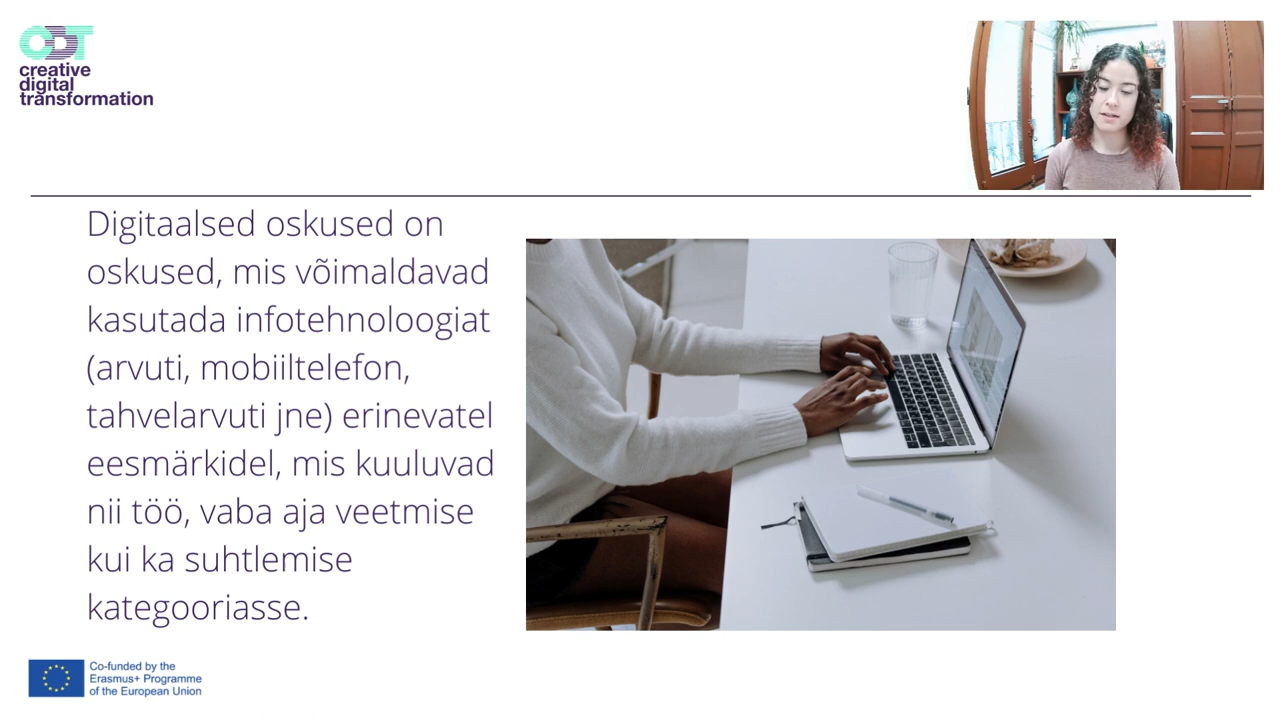 CDT
creative
digital
transformation
Digitaalsed oskused on
oskused, mis võimaldavad
kasutada infotehnoloogiat
(arvuti, mobiiltelefon,
tahvelarvuti jne) erinevatel
eesmärkidel, mis kuuluvad
nii töö, vaba aja veetmise
kui ka suhtlemise
kategooriasse.
Co-funded by the
Erasmus+ Programme
of the European Union